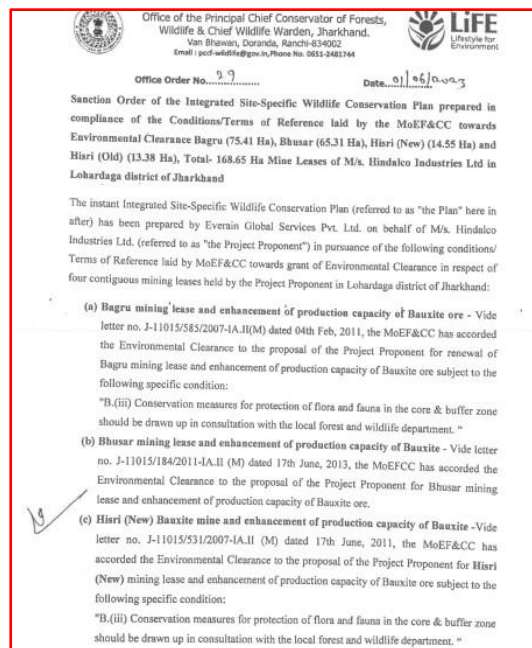 Office of the Principal Chief Conservator of Forests,
Wildlife & Chief Wildlife Warden, Jharkhand.
Van Bhawan, Doranda, Ranchi-834002
Email : pccf-wildlife@gov.in,Phone No. 0651-2481744
LiFE
Lifestyle for
Environment
Office Order No. 29 Date 01/06/2023
Sanction Order of the Integrated Site-Specific Wildlife Conservation Plan prepared in
compliance of the Conditions/Terms of Reference laid by the MoEF&CC towards
Environmental Clearance Bagru (75.41 Ha), Bhusar (65.31 Ha), Hisri (New) (14.55 Ha) and
Hisri (Old) (13.38 Ha), Total- 168.65 Ha Mine Leases of M/s. Hindalco Industries Ltd in
Lohardaga district of Jharkhand
The instant Integrated Site-Specific Wildlife Conservation Plan (referred to as "the Plan" here in
after) has been prepared by Everain Global Services Pvt. Ltd. on behalf of M/s. Hindalco
Industries Ltd. (referred to as "the Project Proponent") in pursuance of the following conditions/
Terms of Reference laid by MoEF&CC towards grant of Environmental Clearance in respect of
four contiguous mining leases held by the Project Proponent in Lohardaga district of Jharkhand:
(a) Bagru mining lease and enhancement of production capacity of Bauxite ore - Vide
letter no. J-11015/585/2007-IA.II(M) dated 04th Feb, 2011, the MoEF&CC has accorded
the Environmental Clearance to the proposal of the Project Proponent for renewal of
Bagru mining lease and enhancement of production capacity of Bauxite ore subject to the
following specific condition:
"B.(iii) Conservation measures for protection of flora and fauna in the core & buffer zone
should be drawn up in consultation with the local forest and wildlife department. "
(b) Bhusar mining lease and enhancement of production capacity of Bauxite - Vide letter
no. J-11015/184/2011-IA.II (M) dated 17th June, 2013, the MoEFCC has accorded the
Environmental Clearance to the proposal of the Project Proponent for Bhusar mining
lease and enhancement of production capacity of Bauxite ore.
(c) Hisri (New) Bauxite mine and enhancement of production capacity of Bauxite -Vide
letter no. J-11015/531/2007-IA.II (M) dated 17th June, 2011, the MoEF&CC has
accorded the Environmental Clearance to the proposal of the Project Proponent for Hisri
(New) mining lease and enhancement of production capacity of Bauxite ore subject to the
following specific condition:
"B.(iii) Conservation measures for protection of flora and fauna in the core & buffer zone
should be drawn up in consultation with the local forest and wildlife department. "